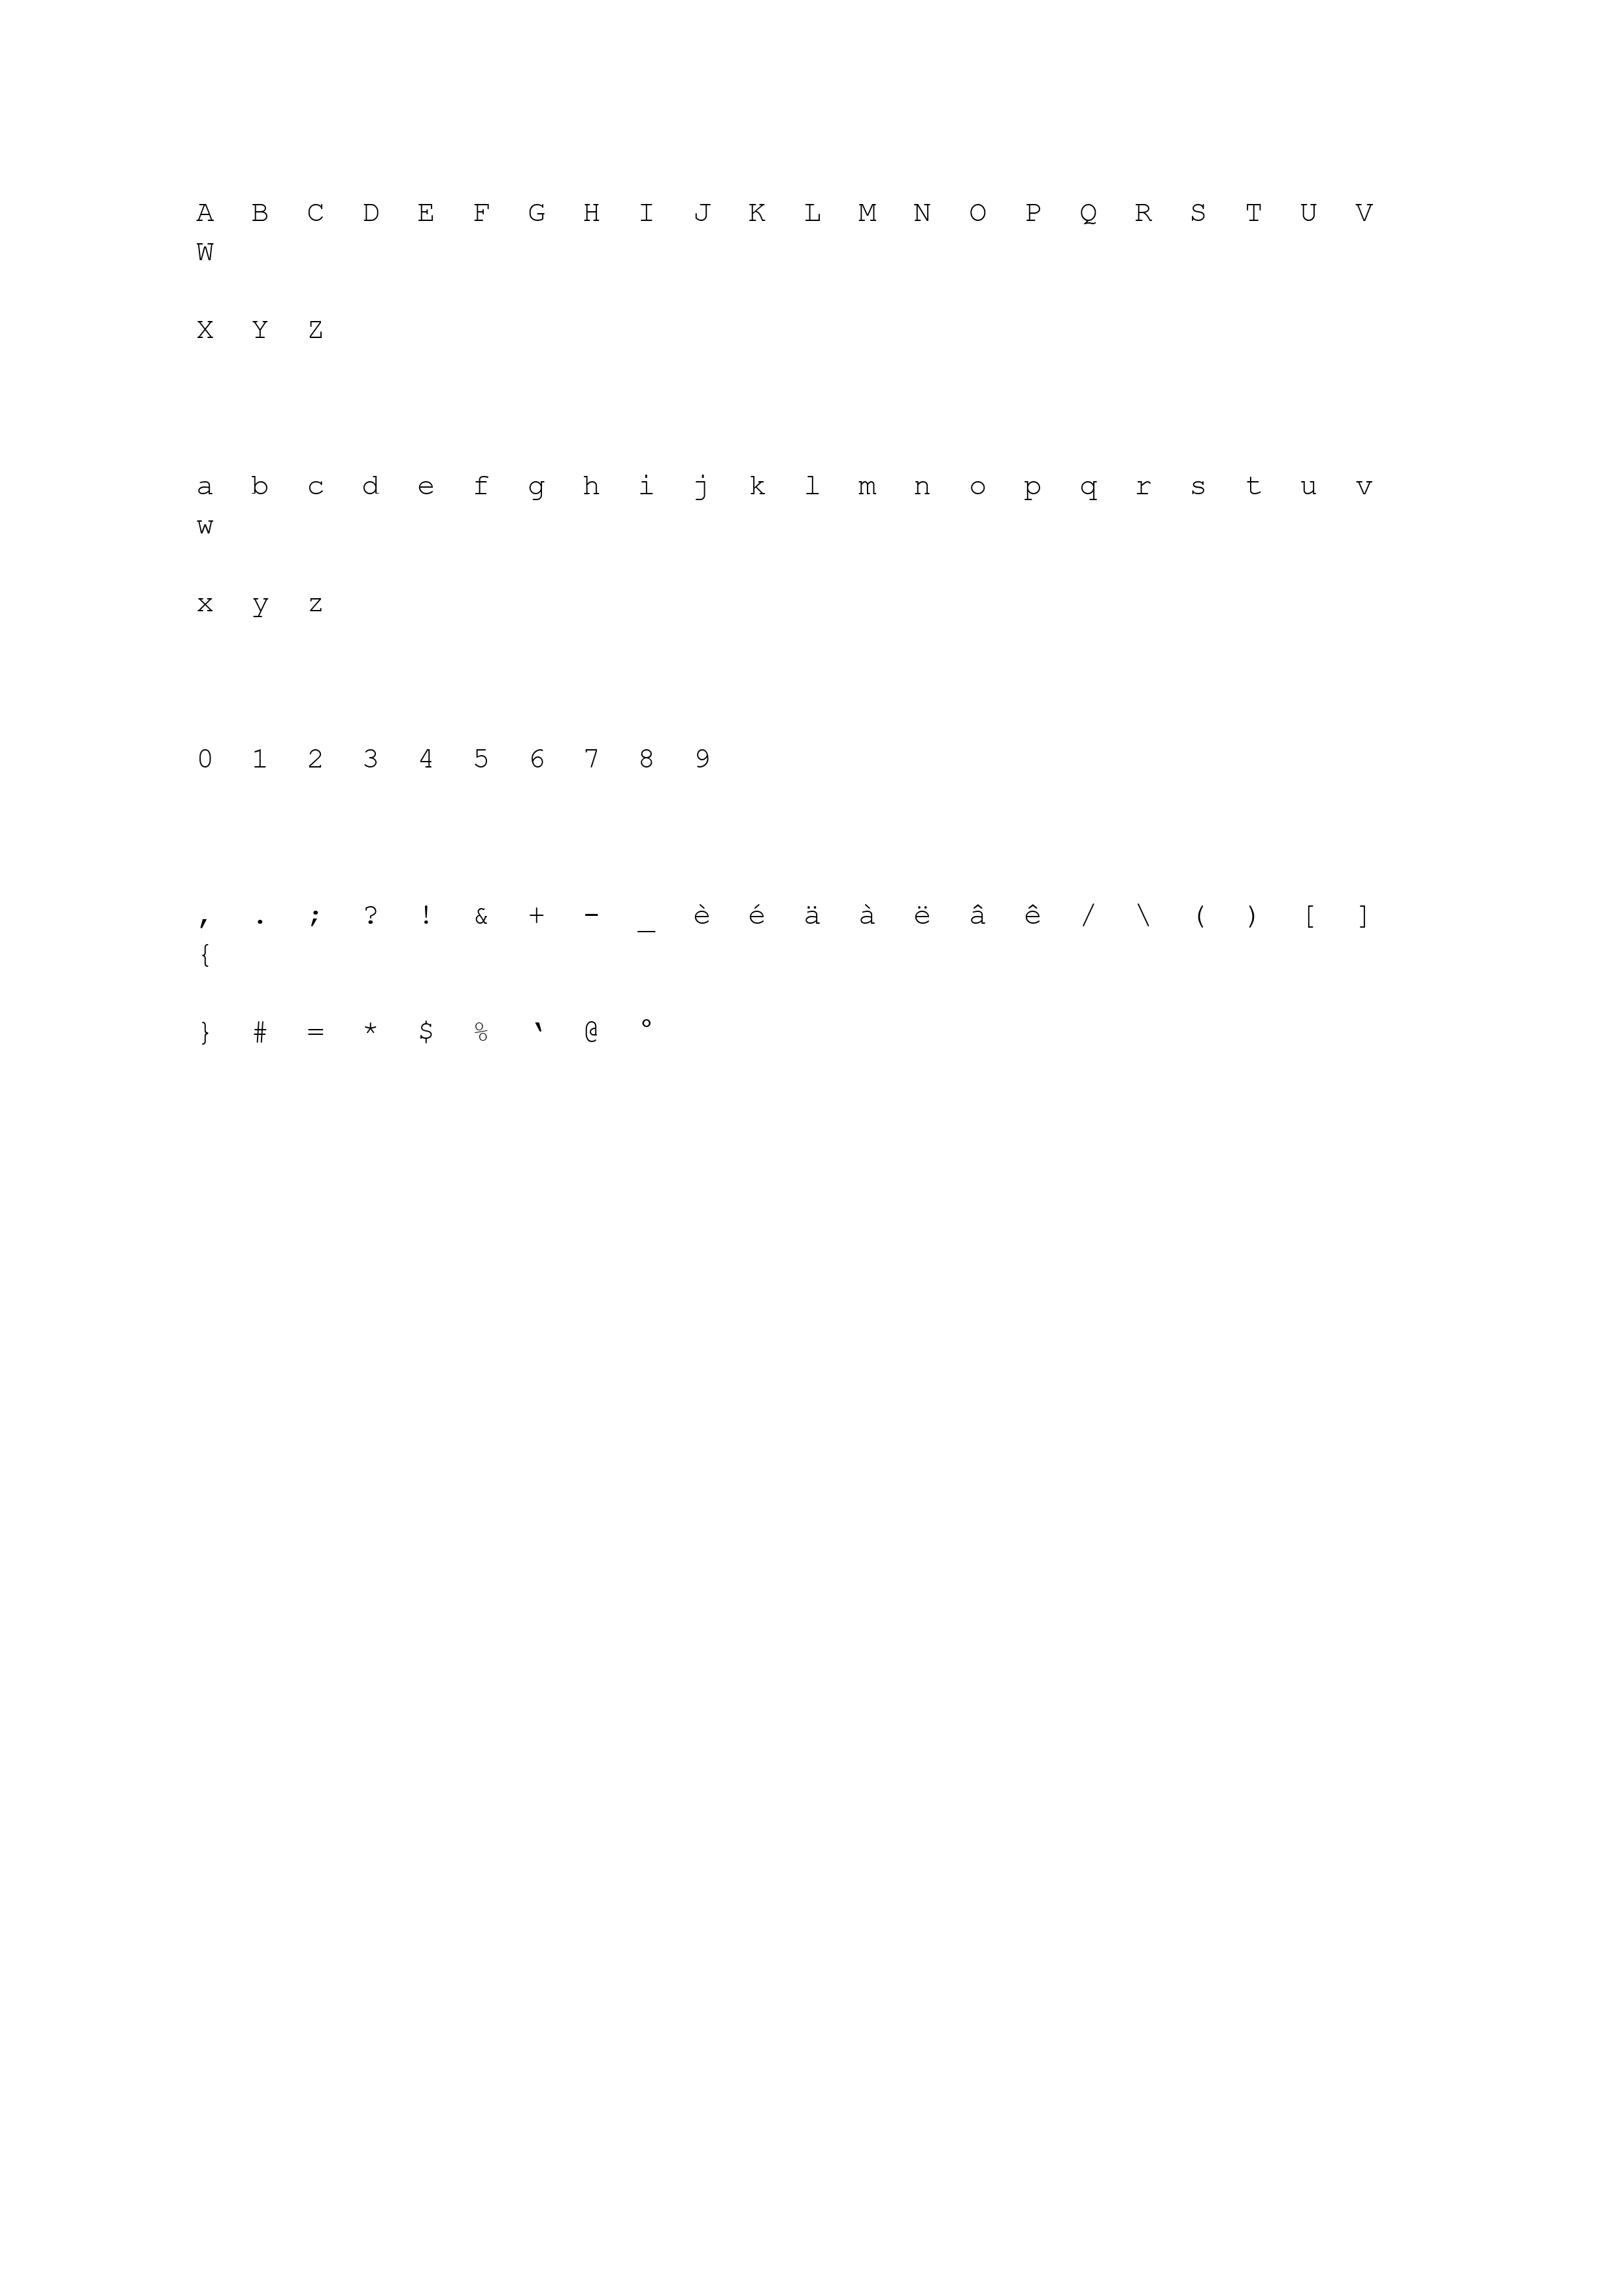 A B C D E F G H I J K L M N O P Q R S T U V
W
X Y Z
a b c d e f g h i j k l m n o p q r s t u v
w
x y z
0 1 2 3 4 5 6 7 8 9
, . ; ? ! & + - _ è é ä à ë â ê / \ ( ) [ ]
{
} # = * $ % ‛ @ °